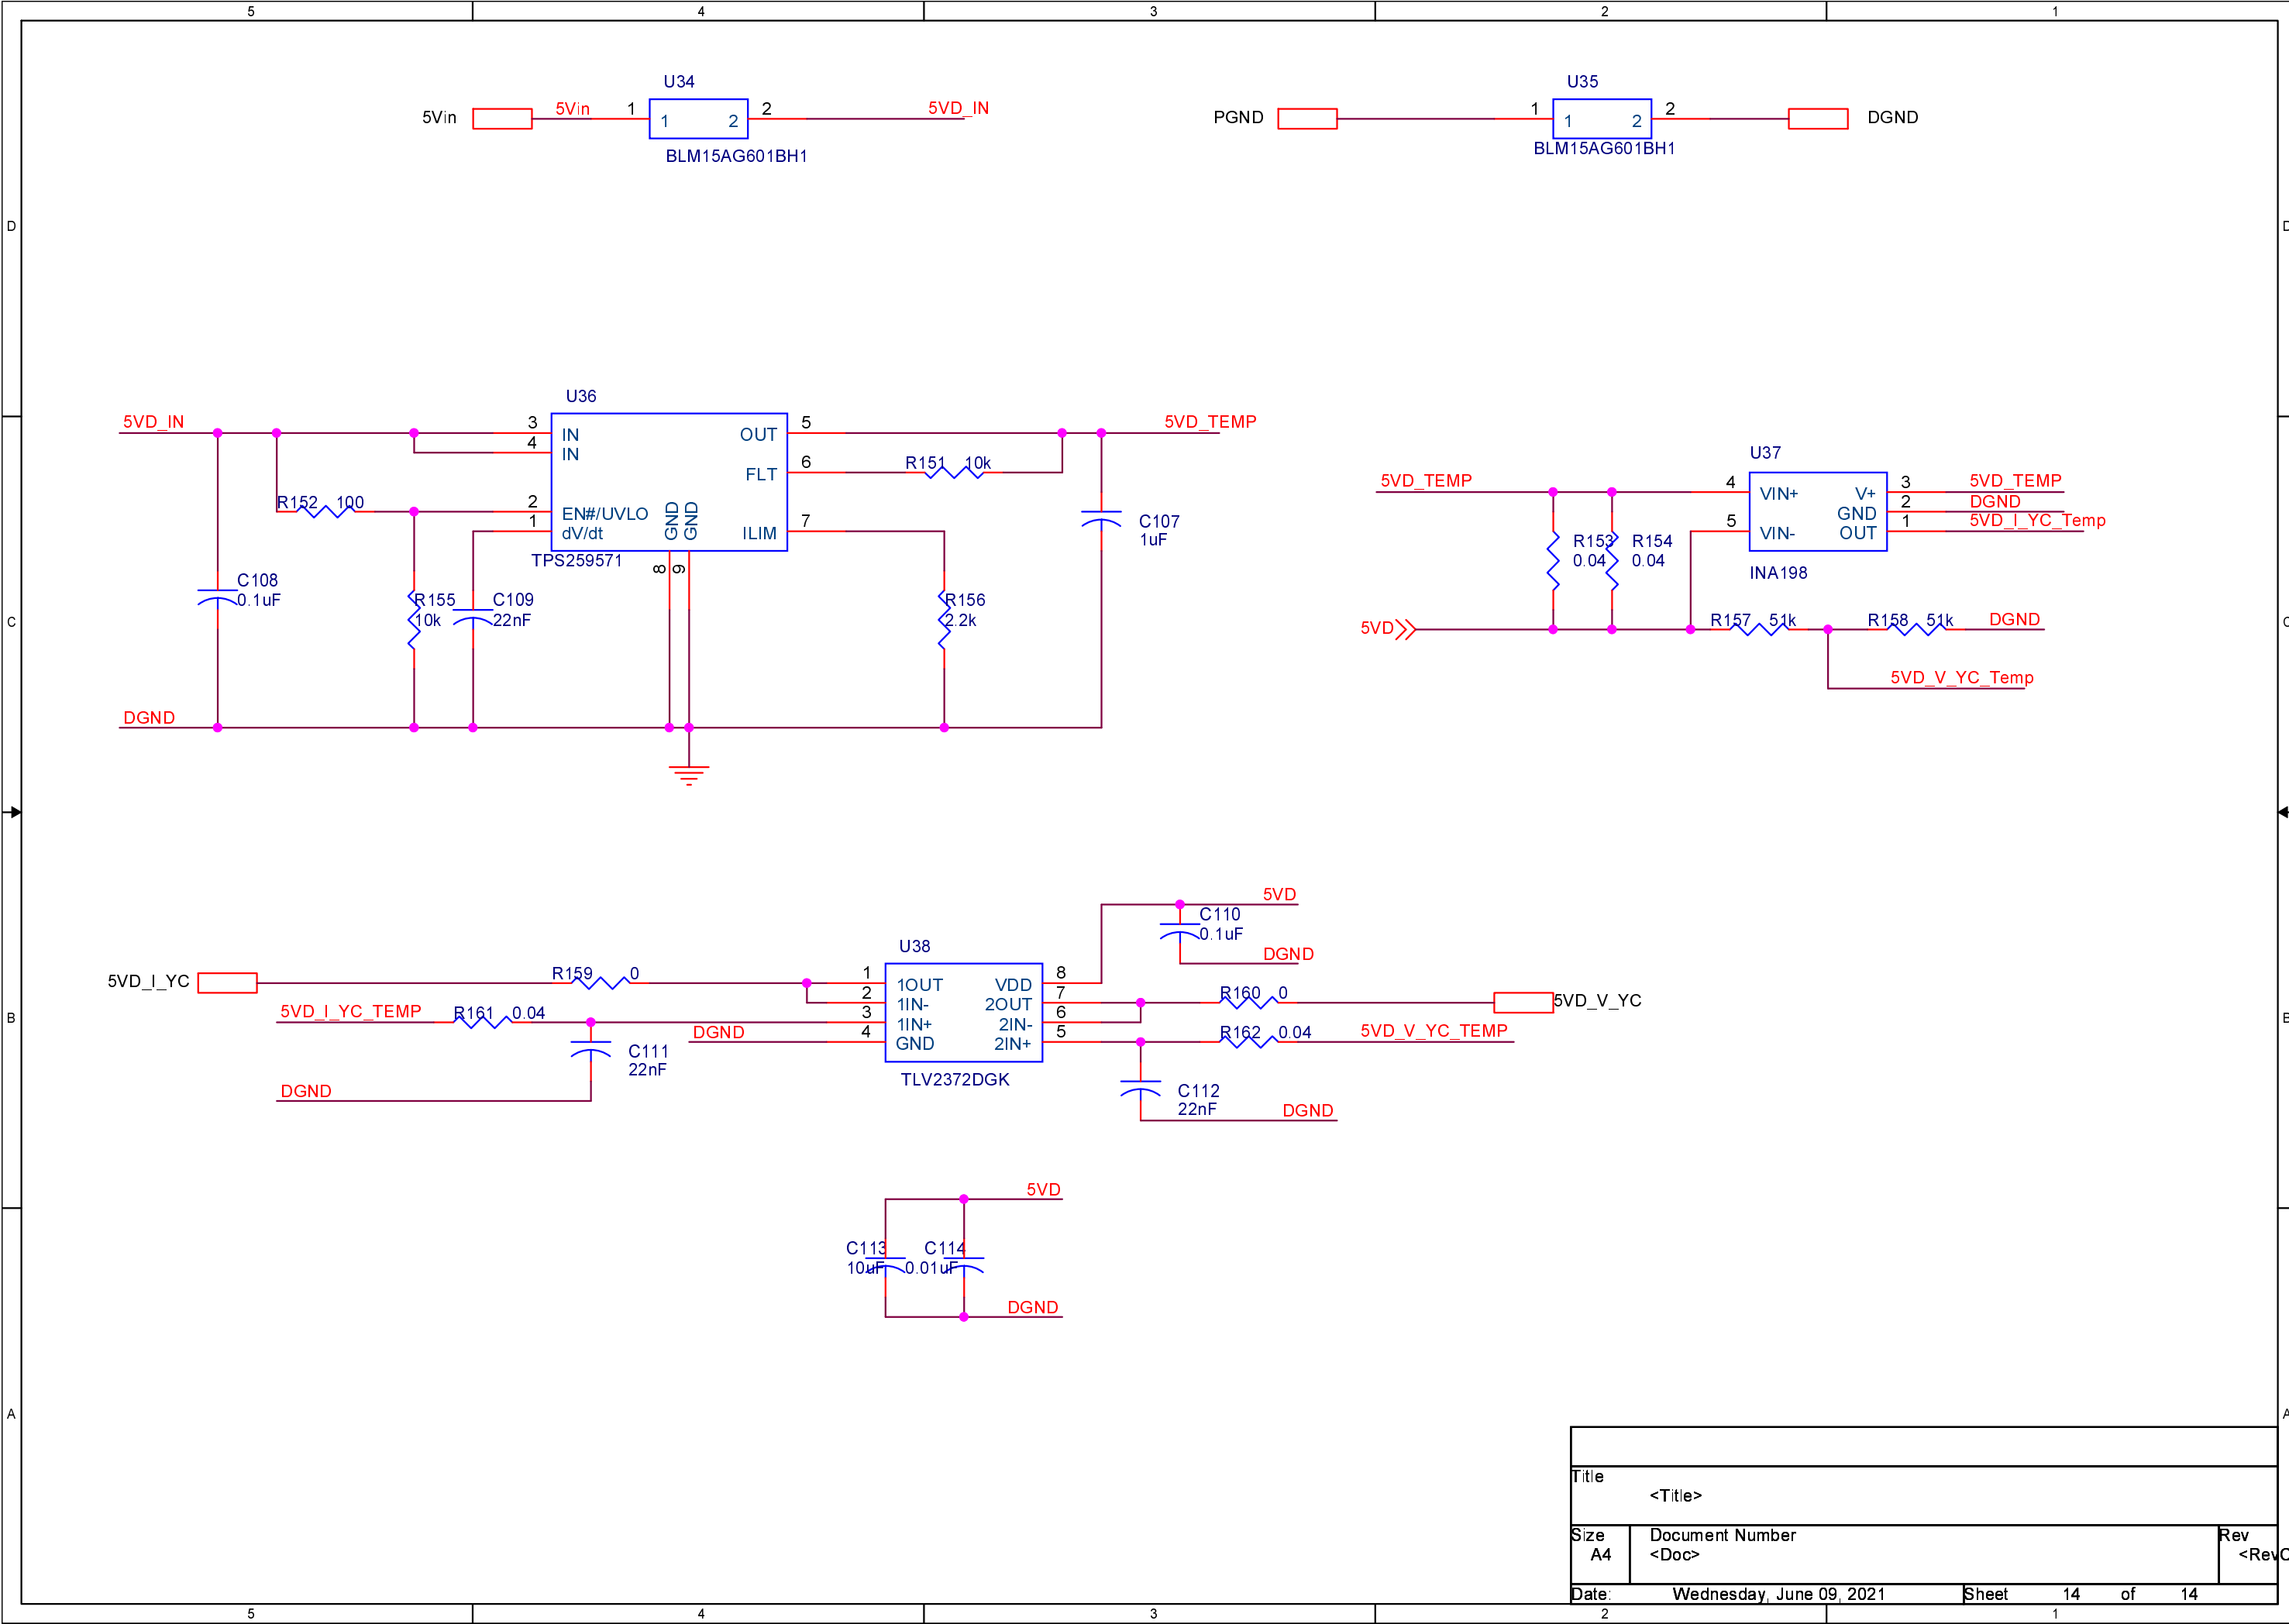 5 4 3 2 1
U34
5Vin 5Vin 1 1 2 2 5VD_IN
BLM15AG601BH1
U35
PGND 1 1 2 2 DGND
BLM15AG601BH1
D D
U36
5VD_IN 3 IN
4 IN
R152 100 2 EN#/UVLO
1 dV/dt
GND GND
8 9
OUT 5 5VD_TEMP
FLT 6 R151 10k
ILIM 7
TPS259571
C107
1uF
C108
0.1uF
R155
10k
C109
22nF
R156
2.2k
DGND
U37
5VD_TEMP 4 VIN+ V+ 3 5VD_TEMP
GND 2 DGND
5 VIN- OUT 1 5VD_I_YC_Temp
R153
0.04
R154
0.04
INA198
5VD R157 51k R158 51k DGND
5VD_V_YC_Temp
C C
5VD
C110
0.1uF
DGND
U38
5VD_I_YC R159 0 1 1OUT VDD 8
2 1IN- 2OUT 7 R160 0 5VD_V_YC
5VD_I_YC_TEMP R161 0.04 3 1IN+ 2IN- 6
DGND 4 GND 2IN+ 5 R162 0.04 5VD_V_YC_TEMP
TLV2372DGK
C111
22nF
DGND
C112
22nF
DGND
B B
5VD
C113
10uF
C114
0.01uF
DGND
A A
Title
<Title>
Size
A4
Document Number
<Doc>
Rev
<RevC
Date: Wednesday, June 09, 2021 Sheet 14 of 14
5 4 3 2 1